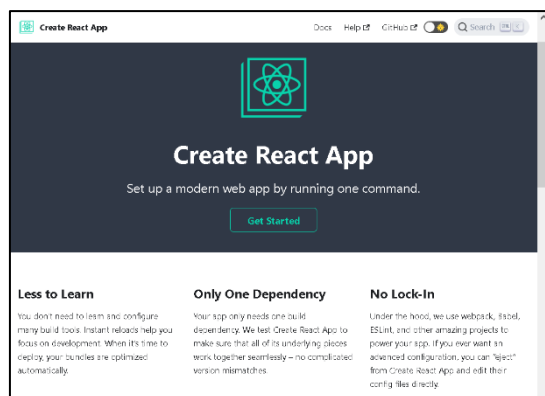 Create React App
Docs Help GitHub Search
Create React App
Set up a modern web app by running one command.
Get Started
Less to Learn
You don't need to learn and configure
many build tools. Instant reloads help you
focus on development. When it's time to
deploy, your bundles are optimized
automatically.
Only One Dependency
Your app only needs one build
dependency. We test Create React App to
make sure that all of its underlying pieces
work together seamlessly – no complicated
version mismatches.
No Lock-In
Under the hood, we use webpack, Babel,
ESLint, and other amazing projects to
power your app. If you ever want an
advanced configuration, you can "eject"
from Create React App and edit their
config files directly.